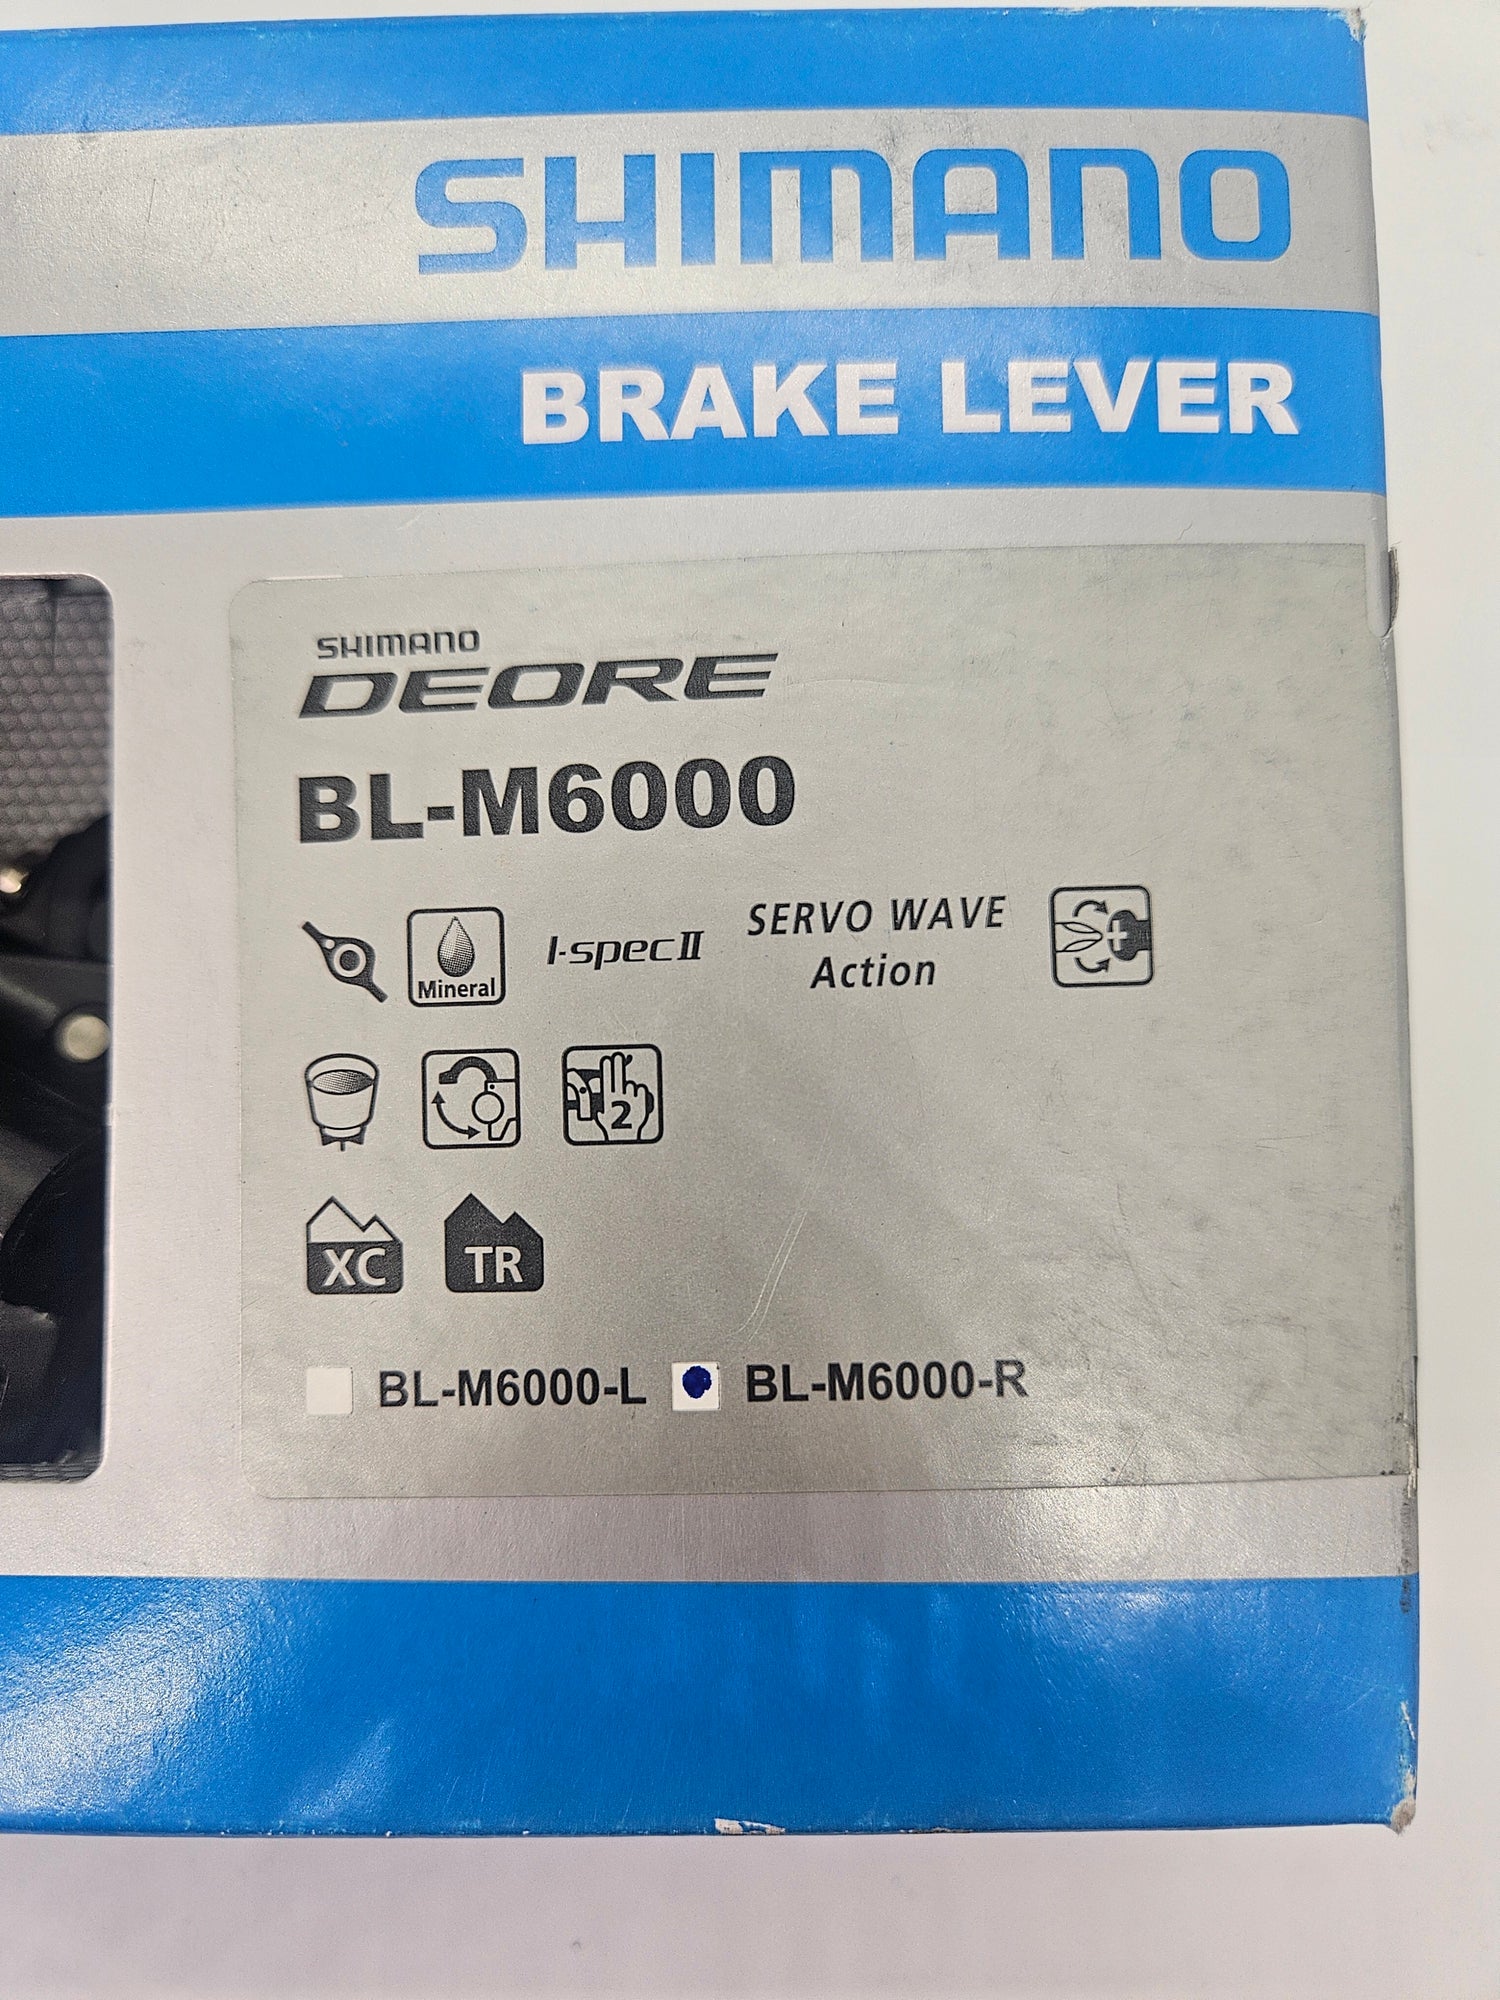 SHIMANO
BRAKE LEVER
SHIMANO
DEORE
BL-M6000
Mineral
I-spec II
SERVO WAVE
Action
2
XC
TR
BL-M6000-L BL-M6000-R